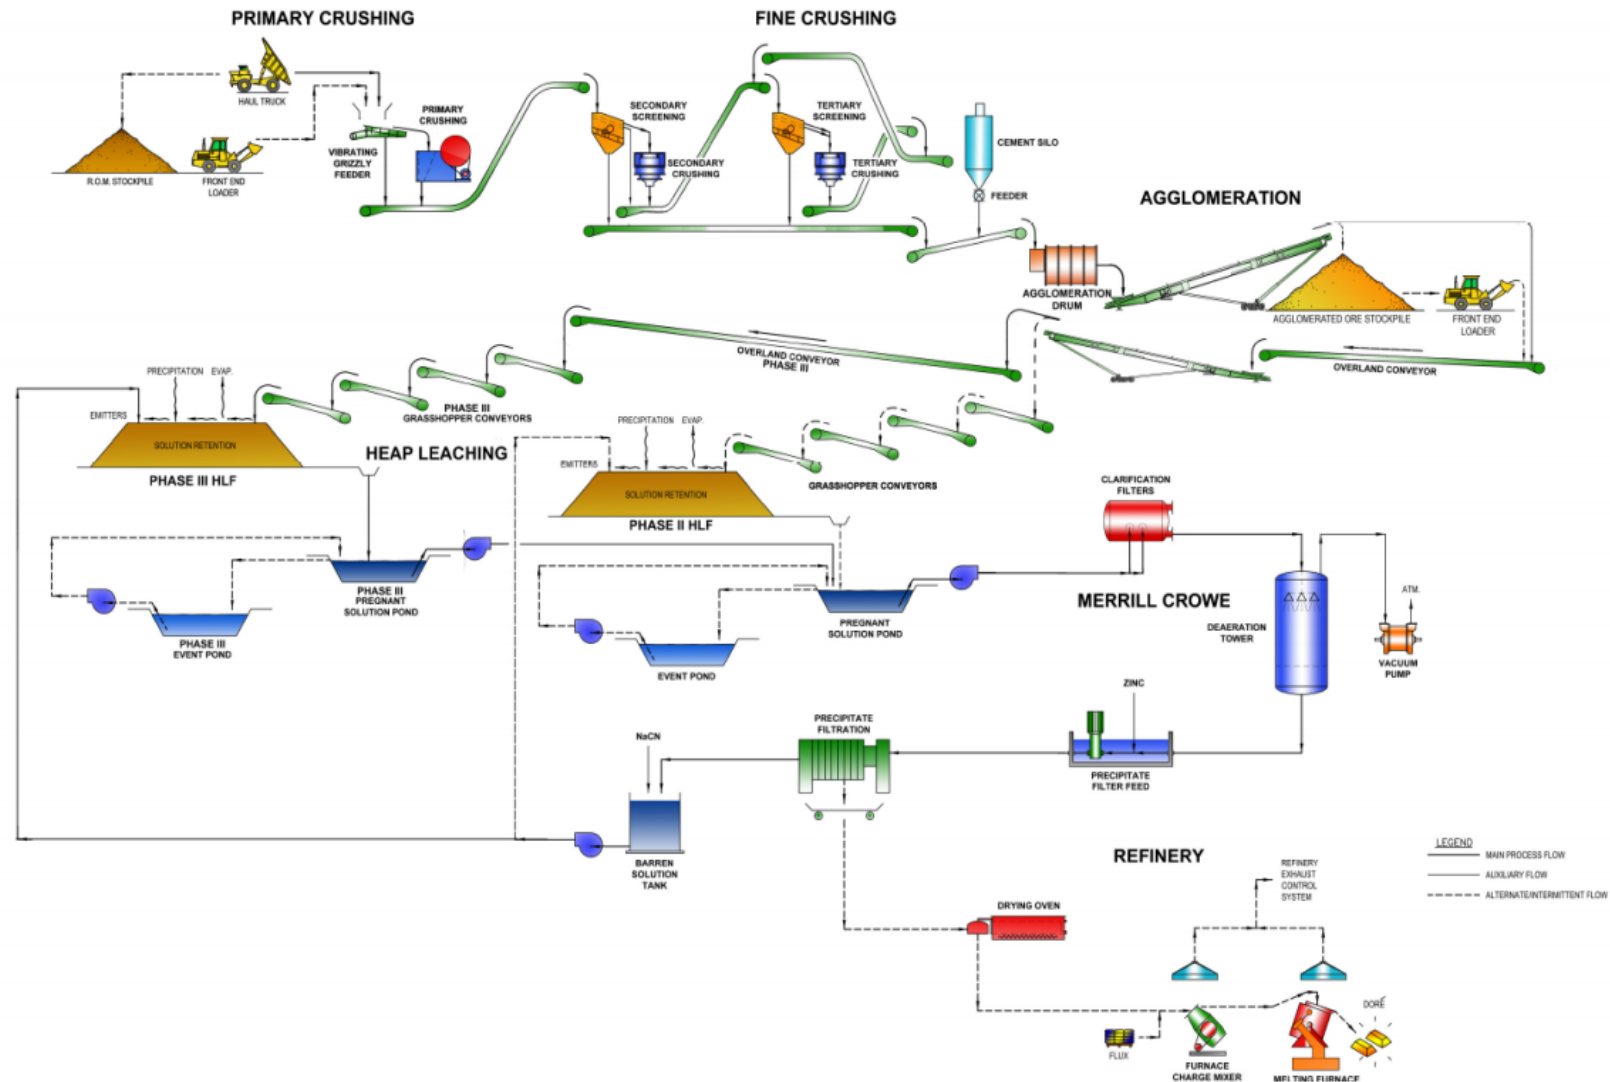 PRIMARY CRUSHING
FINE CRUSHING
HAUL TRUCK
PRIMARY
CRUSHING
SECONDARY
SCREENING
TERTIARY
SCREENING
CEMENT SILO
VIBRATING
GRIZZLY
FEEDER
R.O.M. STOCKPILE
FRONT END
LOADER
SECONDARY
CRUSHING
TERTIARY
CRUSHING
FEEDER
AGGLOMERATION
AGGLOMERATION
DRUM
AGGLOMERATED ORE STOCKPILE
FRONT END
LOADER
OVERLAND CONVEYOR
PHASE III
OVERLAND CONVEYOR
PRECIPITATION
EVAP.
EMITTERS
PHASE III
GRASSHOPPER CONVEYORS
SOLUTION RETENTION
HEAP LEACHING
PHASE III HLF
PRECIPITATION
EVAP.
EMITTERS
SOLUTION RETENTION
GRASSHOPPER CONVEYORS
PHASE II HLF
CLARIFICATION
FILTERS
PHASE III
PREGNANT
SOLUTION POND
PHASE III
EVENT POND
PREGNANT
SOLUTION POND
EVENT POND
MERRILL CROWE
DEAERATION
TOWER
ATM.
VACUUM
PUMP
ZINC
PRECIPITATE
FILTRATION
NaCN
PRECIPITATE
FILTER FEED
BARREN
SOLUTION
TANK
REFINERY
REFINERY
EXHAUST
CONTROL
SYSTEM
LEGEND
MAIN PROCESS FLOW
AUXILIARY FLOW
ALTERNATE/INTERMITTENT FLOW
DRYING OVEN
DORÉ
FLUX
FURNACE
CHARGE MIXER
MELTING FURNACE